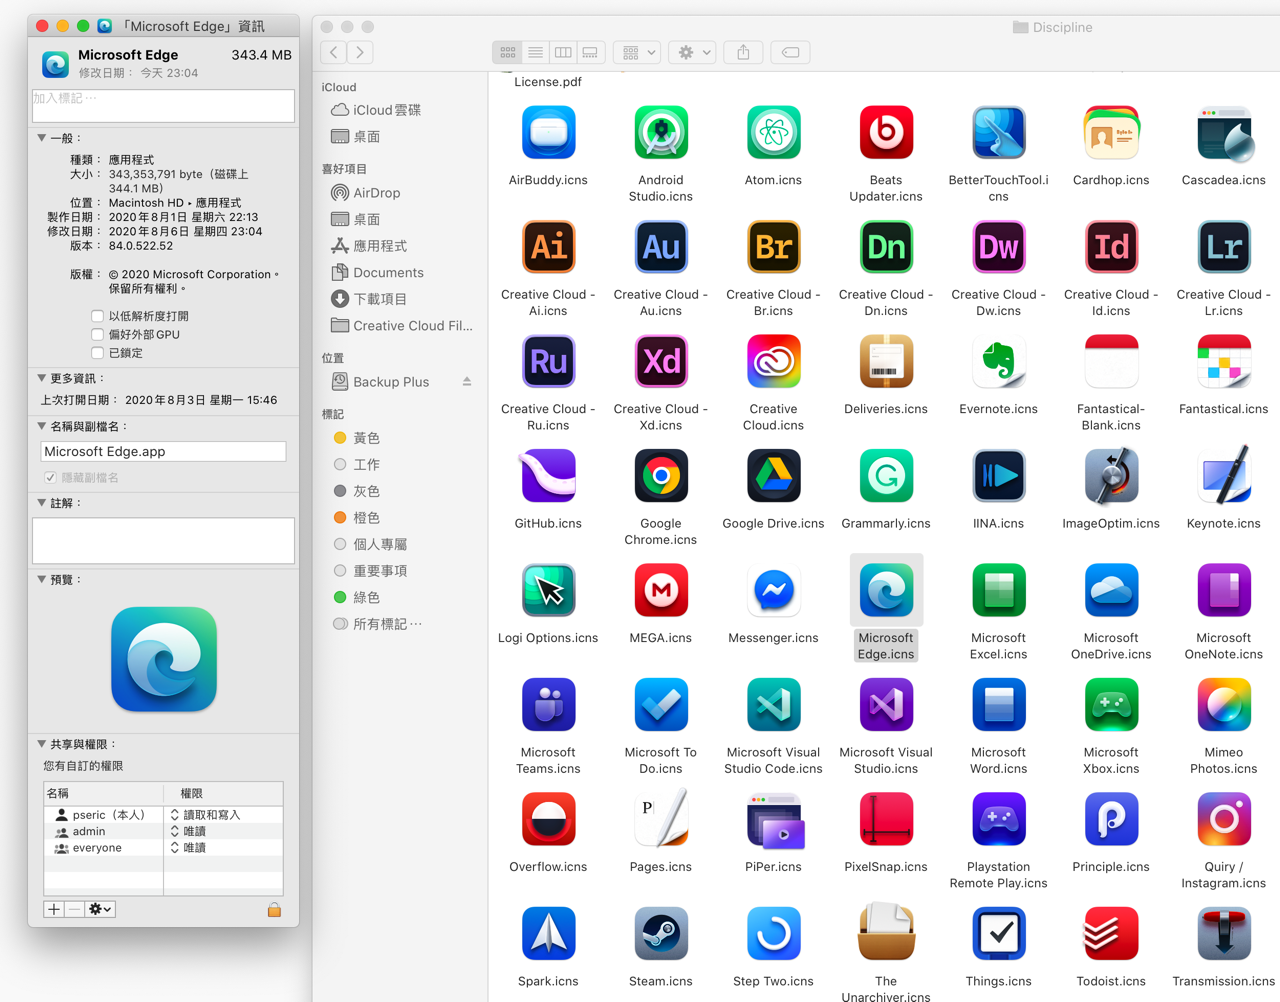 「Microsoft Edge」資訊
Microsoft Edge
343.4 MB
修改日期： 今天 23:04
加入標記⋯
一般：
種類： 應用程式
大小： 343,353,791 byte（磁碟上
344.1 MB）
位置： Macintosh HD ▸ 應用程式
製作日期： 2020年8月1日 星期六 22:13
修改日期： 2020年8月6日 星期四 23:04
版本： 84.0.522.52
版權： © 2020 Microsoft Corporation。
保留所有權利。
以低解析度打開
偏好外部 GPU
已鎖定
更多資訊：
上次打開日期： 2020年8月3日 星期一 15:46
名稱與副檔名：
Microsoft Edge.app
隱藏副檔名
註解：
預覽：
共享與權限：
您有自訂的權限
名稱 權限
pseric（本人） 讀取和寫入
admin 唯讀
everyone 唯讀
Discipline
iCloud
iCloud 雲碟
桌面
喜好項目
AirDrop
桌面
應用程式
Documents
下載項目
Creative Cloud Fil...
位置
Backup Plus
標記
黃色
工作
灰色
橙色
個人專屬
重要事項
綠色
所有標記⋯
License.pdf
AirBuddy.icns
Android
Studio.icns
Atom.icns
Beats
Updater.icns
BetterTouchTool.i
cns
Cardhop.icns
Cascadea.icns
Ai
Au
Br
Dn
Dw
Id
Lr
Creative Cloud -
Ai.icns
Creative Cloud -
Au.icns
Creative Cloud -
Br.icns
Creative Cloud -
Dn.icns
Creative Cloud -
Dw.icns
Creative Cloud -
Id.icns
Creative Cloud -
Lr.icns
Ru
Xd
Creative Cloud -
Ru.icns
Creative Cloud -
Xd.icns
Creative
Cloud.icns
Deliveries.icns
Evernote.icns
Fantastical-
Blank.icns
Fantastical.icns
GitHub.icns
Google
Chrome.icns
Google Drive.icns
Grammarly.icns
IINA.icns
ImageOptim.icns
Keynote.icns
Logi Options.icns
MEGA.icns
Messenger.icns
Microsoft
Edge.icns
Microsoft
Excel.icns
Microsoft
OneDrive.icns
Microsoft
OneNote.icns
Microsoft
Teams.icns
Microsoft To
Do.icns
Microsoft Visual
Studio Code.icns
Microsoft Visual
Studio.icns
Microsoft
Word.icns
Microsoft
Xbox.icns
Mimeo
Photos.icns
Overflow.icns
Pages.icns
PiPer.icns
PixelSnap.icns
Playstation
Remote Play.icns
Principle.icns
Quiry /
Instagram.icns
Spark.icns
Steam.icns
Step Two.icns
The
Unarchiver.icns
Things.icns
Todoist.icns
Transmission.icns